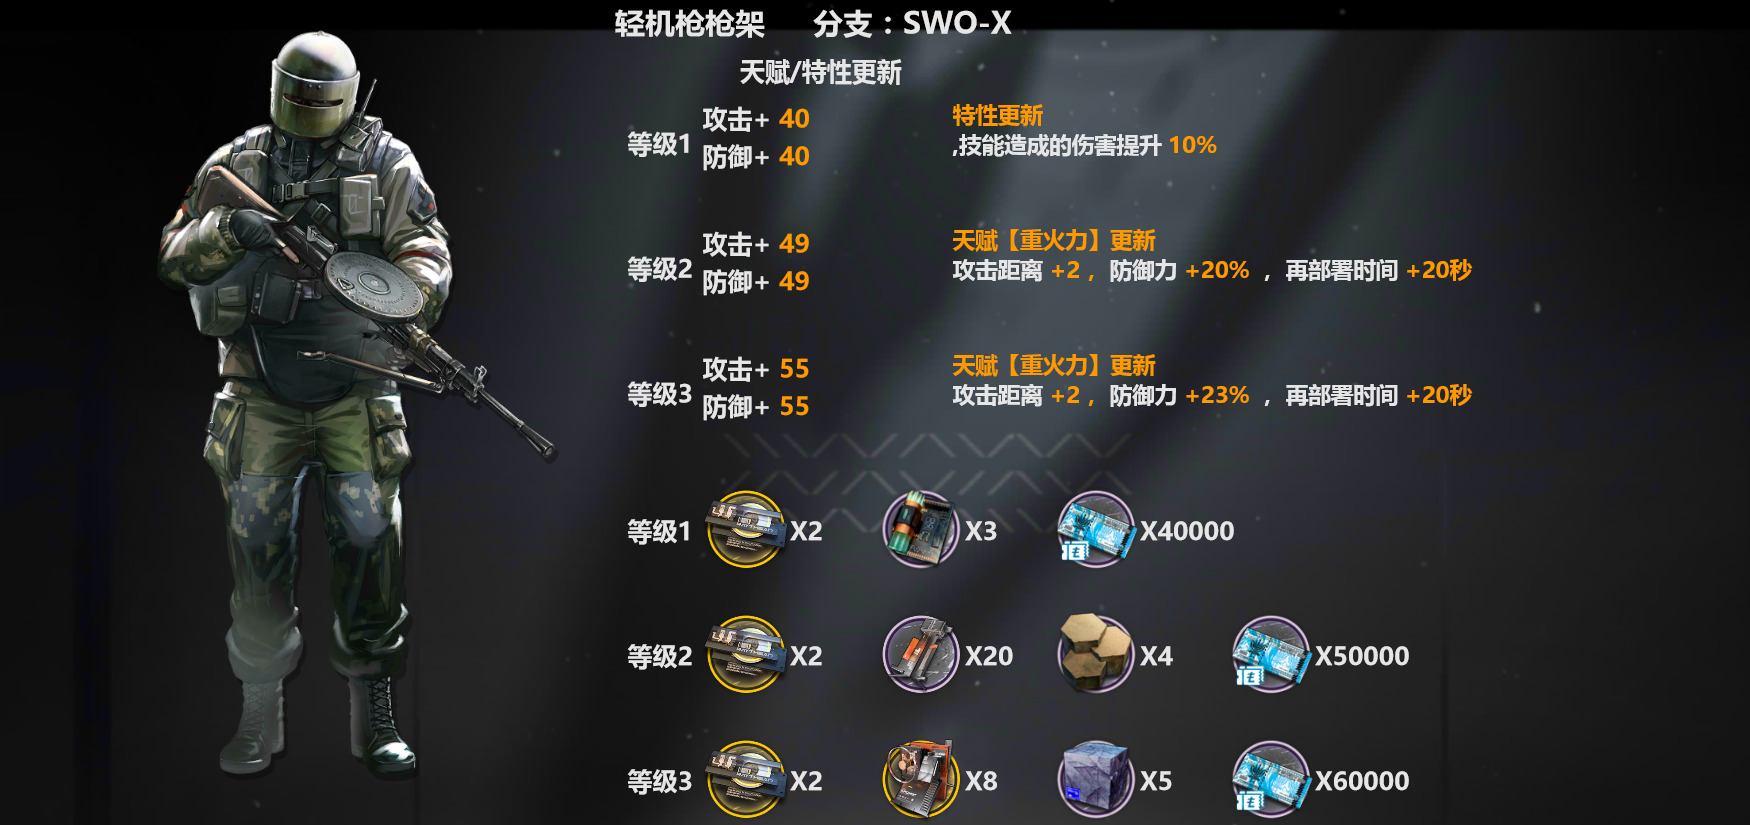 轻机枪枪架 分支：SWO-X
天赋/特性更新
等级1
攻击+ 40
防御+ 40
特性更新
,技能造成的伤害提升 10%
等级2
攻击+ 49
防御+ 49
天赋【重火力】更新
攻击距离 +2 ，防御力 +20% ，再部署时间 +20秒
等级3
攻击+ 55
防御+ 55
天赋【重火力】更新
攻击距离 +2 ，防御力 +23% ，再部署时间 +20秒
等级1 X2 X3 X40000
等级2 X2 X20 X4 X50000
等级3 X2 X8 X5 X60000